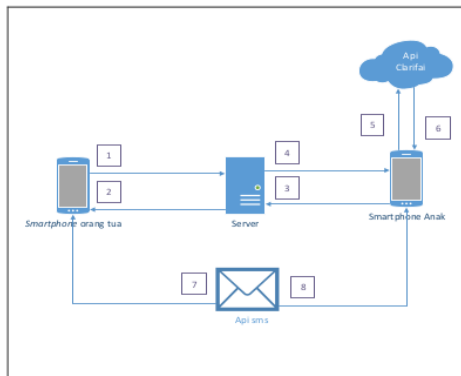 Api
Clarifai
5
6
1
4
2
3
Smartphone orang tua
Server
Smartphone Anak
7
8
Api sms